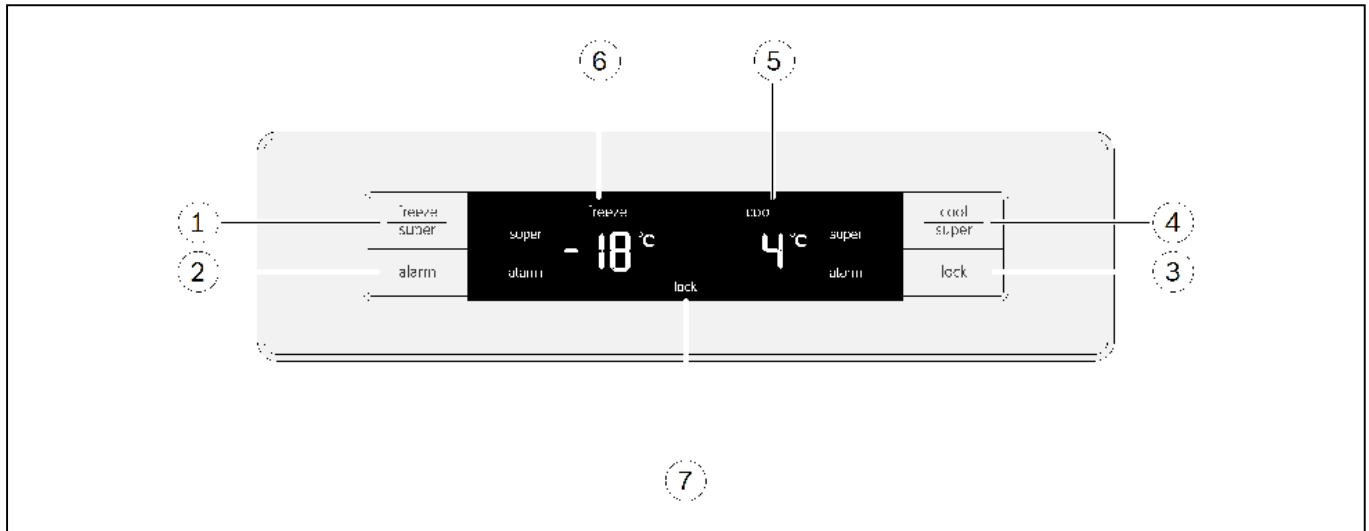 6 5
1 freeze super super freeze cool super cool super 4
-18 °C 4 °C
2 alarm alarm alarm lock 3
lock
7